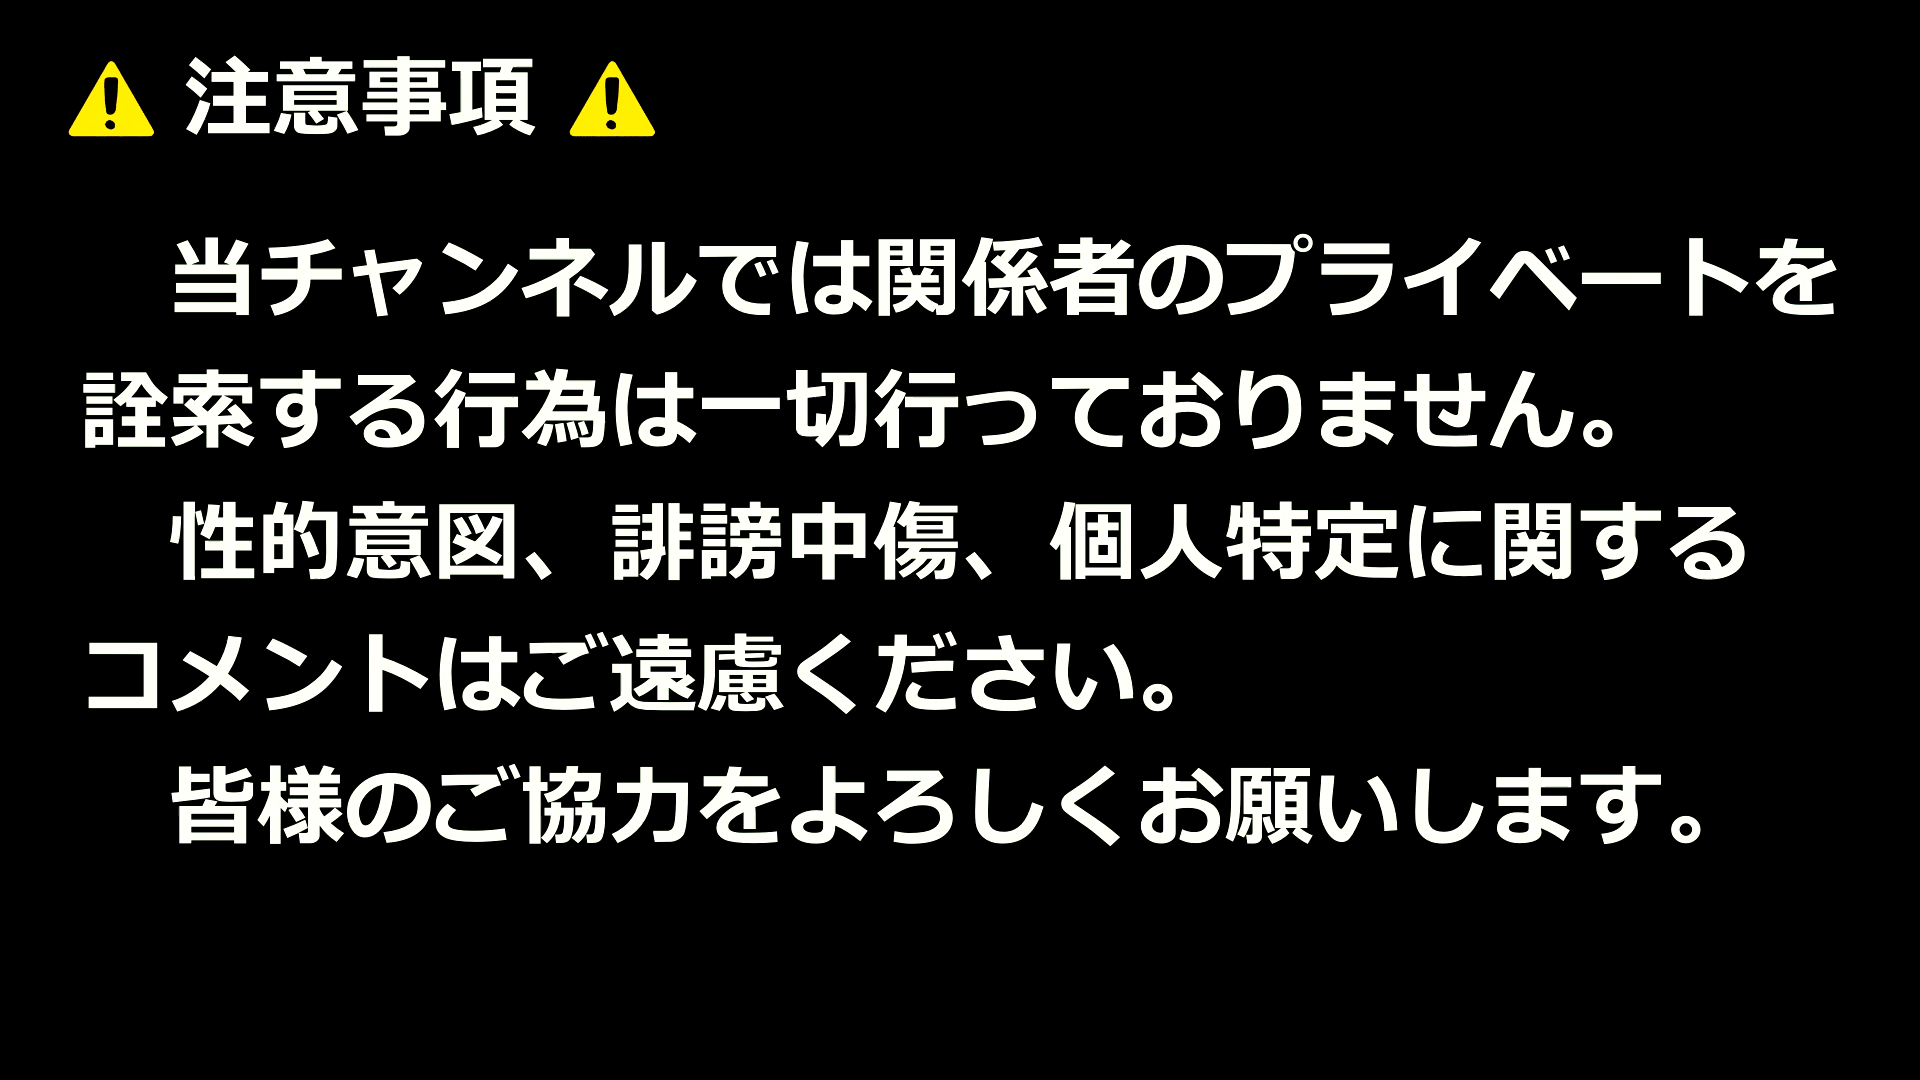 ⚠ 注意事項 ⚠
当チャンネルでは関係者のプライベートを
詮索する行為は一切行っておりません。
性的意図、誹謗中傷、個人特定に関する
コメントはご遠慮ください。
皆様のご協力をよろしくお願いします。